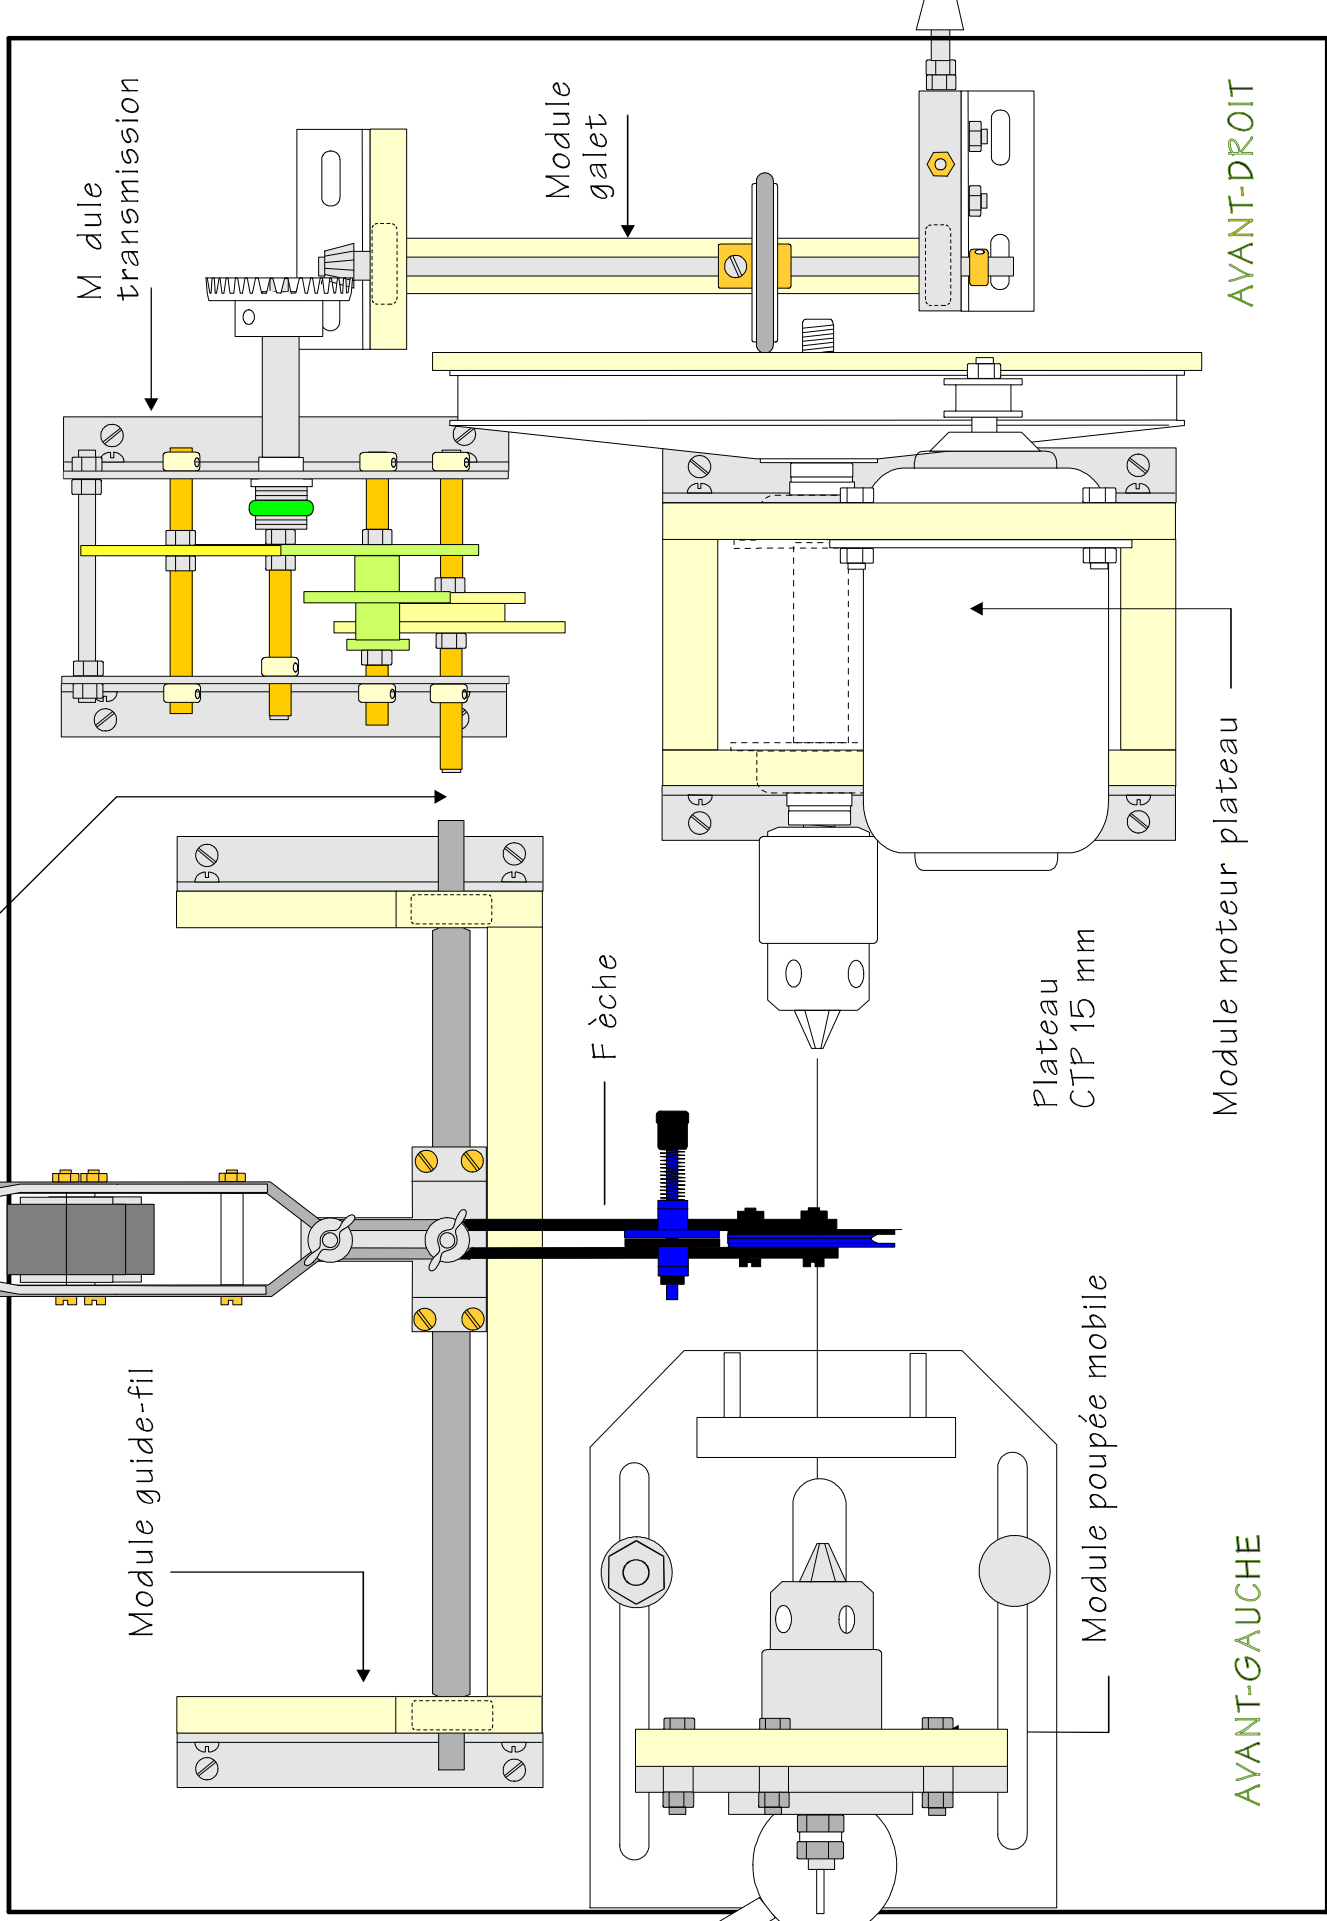 M dule
transmission
Module
galet
AVANT-DROIT
F èche
Plateau
CTP 15 mm
Module moteur plateau
Module guide-fil
Module poupée mobile
AVANT-GAUCHE